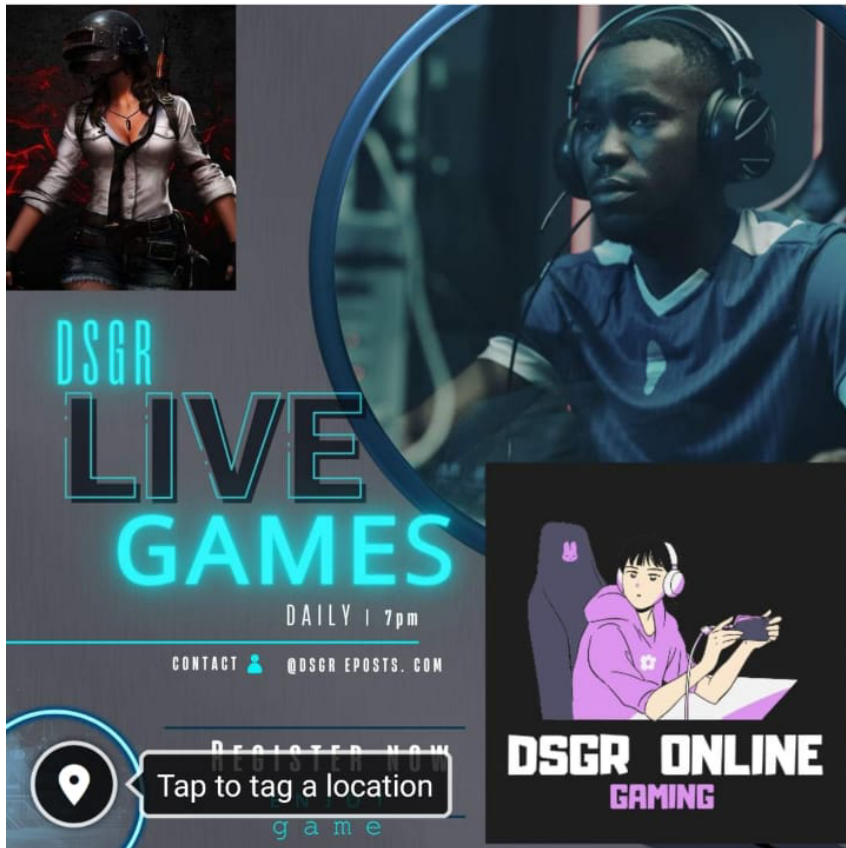 DSGR
LIVE
GAMES
DAILY | 7pm
CONTACT @DSGR EPOSTS. COM
REGISTER NOW
Tap to tag a location
ENJOY
game
DSGR ONLINE
GAMING